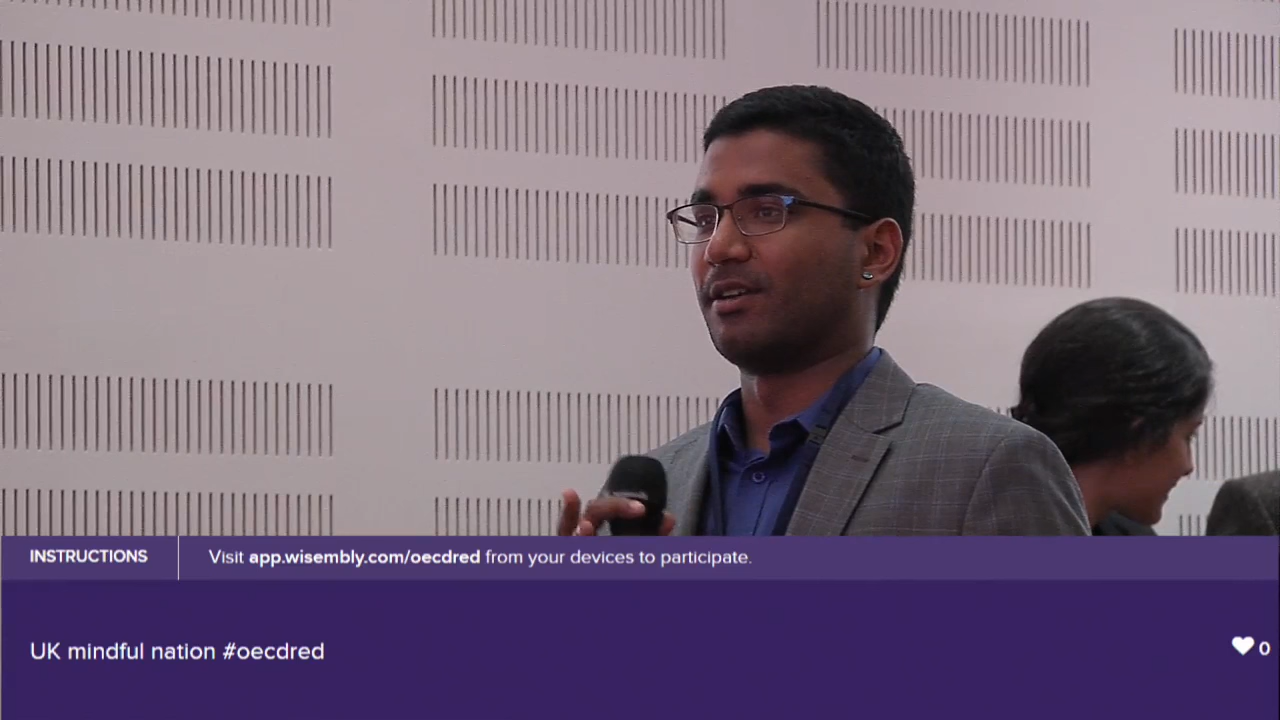 INSTRUCTIONS Visit app.wisembly.com/oecdred from your devices to participate.
UK mindful nation #oecdred
0